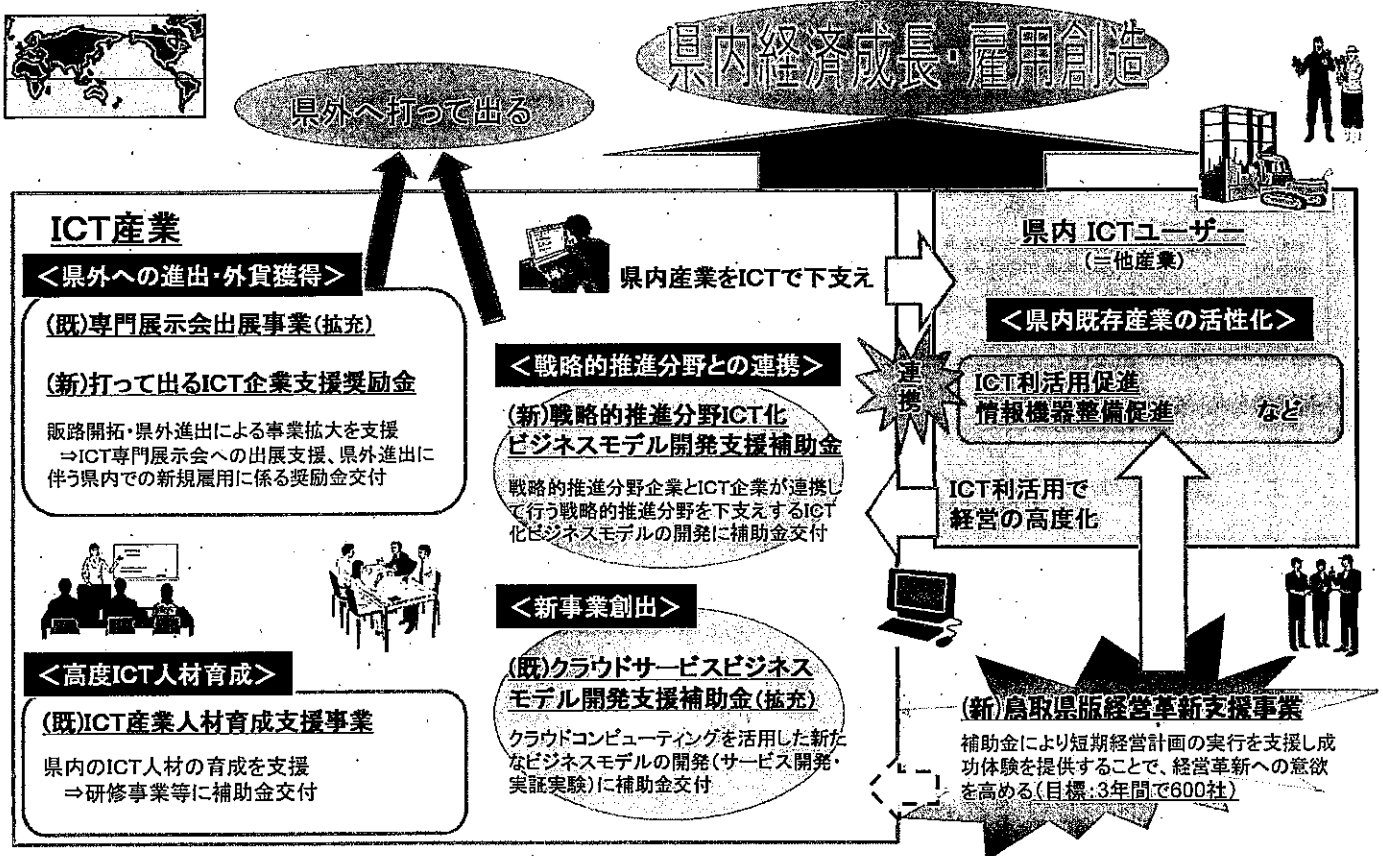 県内経済成長・雇用創造
県外へ打って出る
ICT産業
<県外への進出・外貨獲得>
(既)専門展示会出展事業(拡充)
(新)打って出るICT企業支援奨励金
販路開拓・県外進出による事業拡大を支援
⇒ICT専門展示会への出展支援、県外進出に
伴う県内での新規雇用に係る奨励金交付
<高度ICT人材育成>
(既)ICT産業人材育成支援事業
県内のICT人材の育成を支援
⇒研修事業等に補助金交付
県内産業をICTで下支え
<戦略的推進分野との連携>
(新)戦略的推進分野ICT化
ビジネスモデル開発支援補助金
戦略的推進分野企業とICT企業が連携し
て行う戦略的推進分野を下支えするICT
化ビジネスモデルの開発に補助金交付
<新事業創出>
(既)クラウドサービスビジネス
モデル開発支援補助金(拡充)
クラウドコンピューティングを活用した新た
なビジネスモデルの開発(サービス開発・
実証実験)に補助金交付
連携
県内 ICTユーザー
(=他産業)
<県内既存産業の活性化>
ICT利活用促進
情報機器整備促進 など
ICT利活用で
経営の高度化
(新)鳥取県版経営革新支援事業
補助金により短期経営計画の実行を支援し成
功体験を提供することで、経営革新への意欲
を高める(目標:3年間で600社)